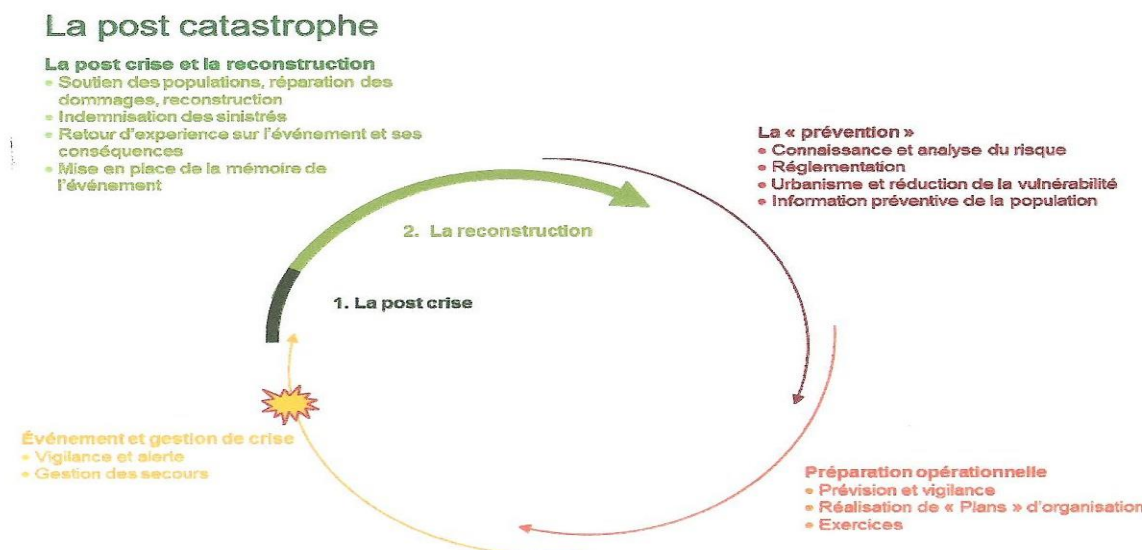 La post catastrophe
La post crise et la reconstruction
• Soutien des populations, réparation des
dommages, reconstruction
• Indemnisation des sinistrés
• Retour d'experience sur l'événement et ses
conséquences
• Mise en place de la mémoire de
l'événement
La « prévention »
• Connaissance et analyse du risque
• Réglementation
• Urbanisme et réduction de la vulnérabilité
• Information préventive de la population
2. La reconstruction
1. La post crise
Événement et gestion de crise
• Vigilance et alerte
• Gestion des secours
Préparation opérationnelle
• Prévision et vigilance
• Réalisation de « Plans » d'organisation
• Exercices